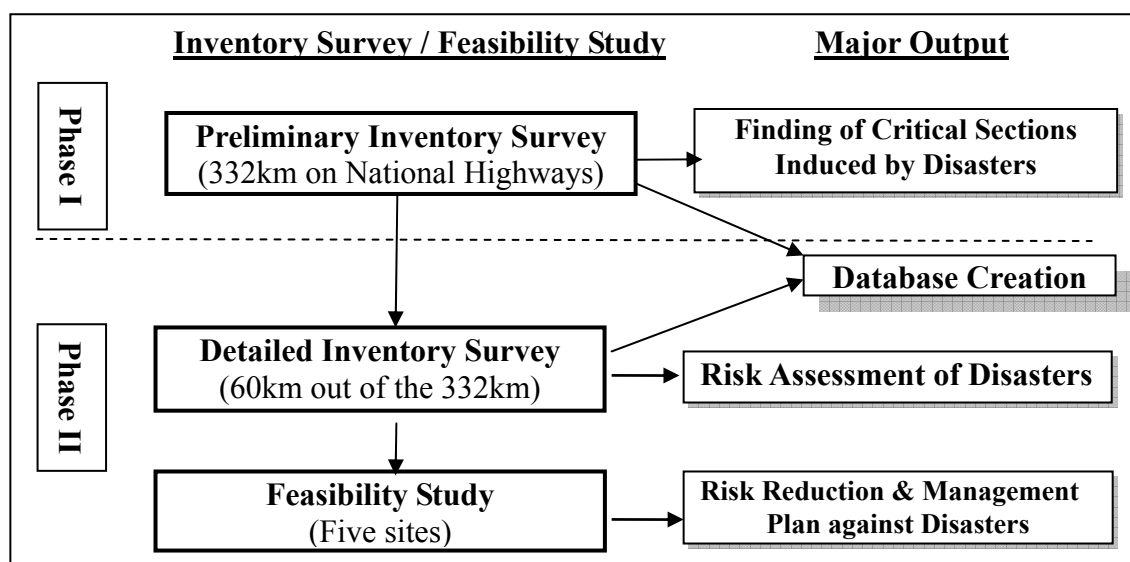 Inventory Survey / Feasibility Study
Major Output
Phase I
Preliminary Inventory Survey
(332km on National Highways)
Finding of Critical Sections
Induced by Disasters
Database Creation
Phase II
Detailed Inventory Survey
(60km out of the 332km)
Risk Assessment of Disasters
Feasibility Study
(Five sites)
Risk Reduction & Management
Plan against Disasters